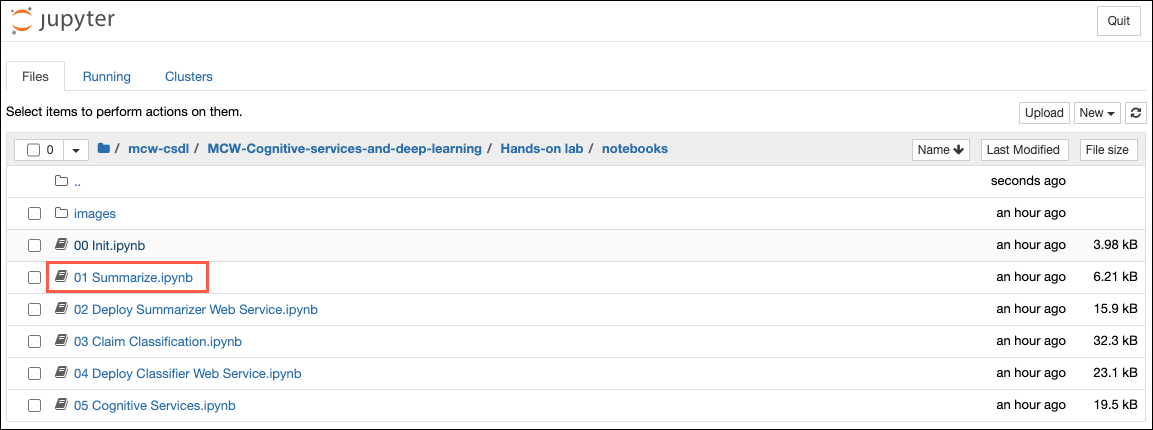 jupyter
Quit
Files Running Clusters
Select items to perform actions on them.
Upload New
0 / mcw-csdl / MCW-Cognitive-services-and-deep-learning / Hands-on lab / notebooks Name Last Modified File size
.. seconds ago
images an hour ago
00 Init.ipynb an hour ago 3.98 kB
01 Summarize.ipynb an hour ago 6.21 kB
02 Deploy Summarizer Web Service.ipynb an hour ago 15.9 kB
03 Claim Classification.ipynb an hour ago 32.3 kB
04 Deploy Classifier Web Service.ipynb an hour ago 23.1 kB
05 Cognitive Services.ipynb an hour ago 19.5 kB